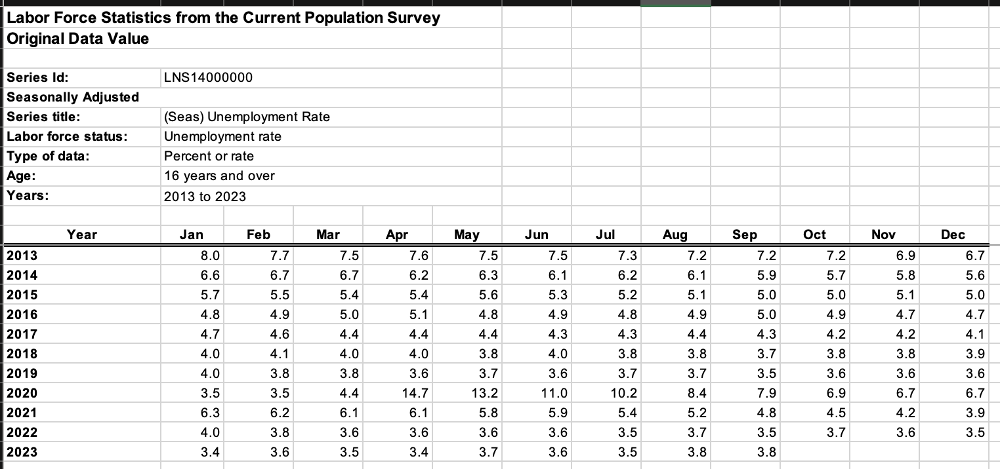 Labor Force Statistics from the Current Population Survey
Original Data Value
Series Id: LNS14000000
Seasonally Adjusted
Series title: (Seas) Unemployment Rate
Labor force status: Unemployment rate
Type of data: Percent or rate
Age: 16 years and over
Years: 2013 to 2023
Year Jan Feb Mar Apr May Jun Jul Aug Sep Oct Nov Dec
2013 8.0 7.7 7.5 7.6 7.5 7.5 7.3 7.2 7.2 7.2 6.9 6.7
2014 6.6 6.7 6.7 6.2 6.3 6.1 6.2 6.1 5.9 5.7 5.8 5.6
2015 5.7 5.5 5.4 5.4 5.6 5.3 5.2 5.1 5.0 5.0 5.1 5.0
2016 4.8 4.9 5.0 5.1 4.8 4.9 4.8 4.9 5.0 4.9 4.7 4.7
2017 4.7 4.6 4.4 4.4 4.4 4.3 4.3 4.4 4.3 4.2 4.2 4.1
2018 4.0 4.1 4.0 4.0 3.8 4.0 3.8 3.8 3.7 3.8 3.8 3.9
2019 4.0 3.8 3.8 3.6 3.7 3.6 3.7 3.7 3.5 3.6 3.6 3.6
2020 3.5 3.5 4.4 14.7 13.2 11.0 10.2 8.4 7.9 6.9 6.7 6.7
2021 6.3 6.2 6.1 6.1 5.8 5.9 5.4 5.2 4.8 4.5 4.2 3.9
2022 4.0 3.8 3.6 3.6 3.6 3.6 3.5 3.7 3.5 3.7 3.6 3.5
2023 3.4 3.6 3.5 3.4 3.7 3.6 3.5 3.8 3.8